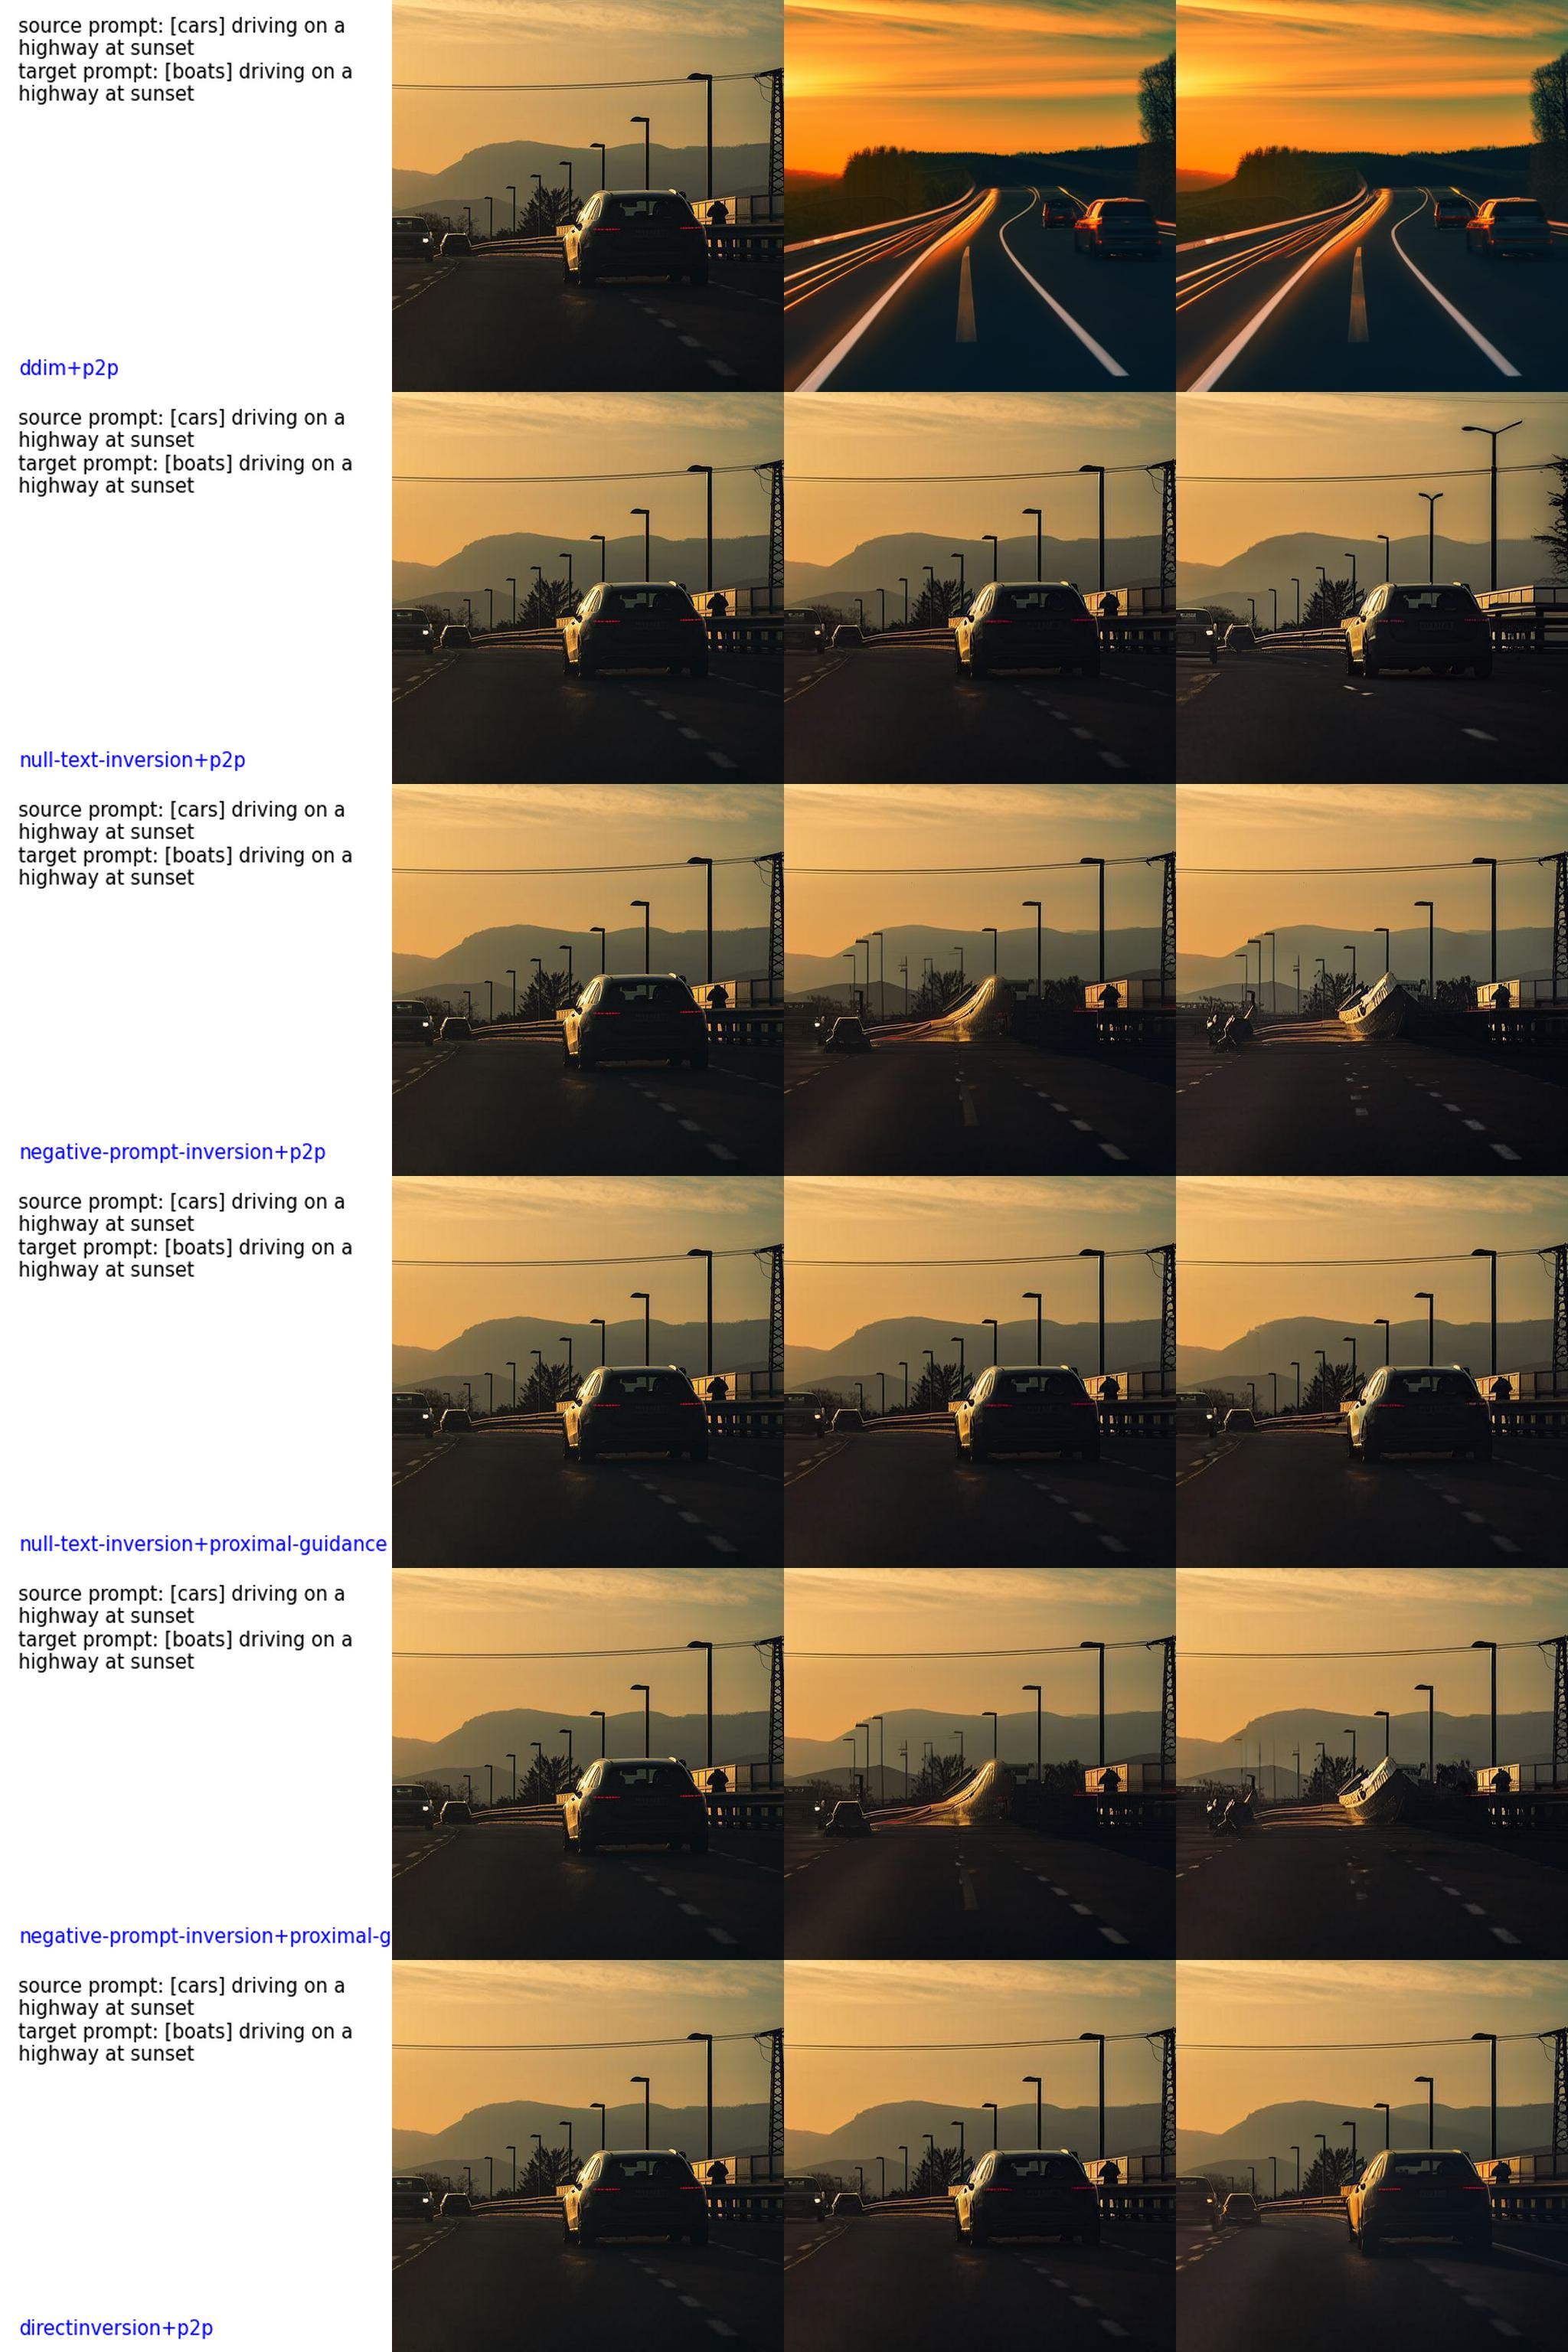 source prompt: [cars] driving on a
highway at sunset
target prompt: [boats] driving on a
highway at sunset
ddim+p2p
source prompt: [cars] driving on a
highway at sunset
target prompt: [boats] driving on a
highway at sunset
null-text-inversion+p2p
source prompt: [cars] driving on a
highway at sunset
target prompt: [boats] driving on a
highway at sunset
negative-prompt-inversion+p2p
source prompt: [cars] driving on a
highway at sunset
target prompt: [boats] driving on a
highway at sunset
null-text-inversion+proximal-guidance
source prompt: [cars] driving on a
highway at sunset
target prompt: [boats] driving on a
highway at sunset
negative-prompt-inversion+proximal-g
source prompt: [cars] driving on a
highway at sunset
target prompt: [boats] driving on a
highway at sunset
directinversion+p2p